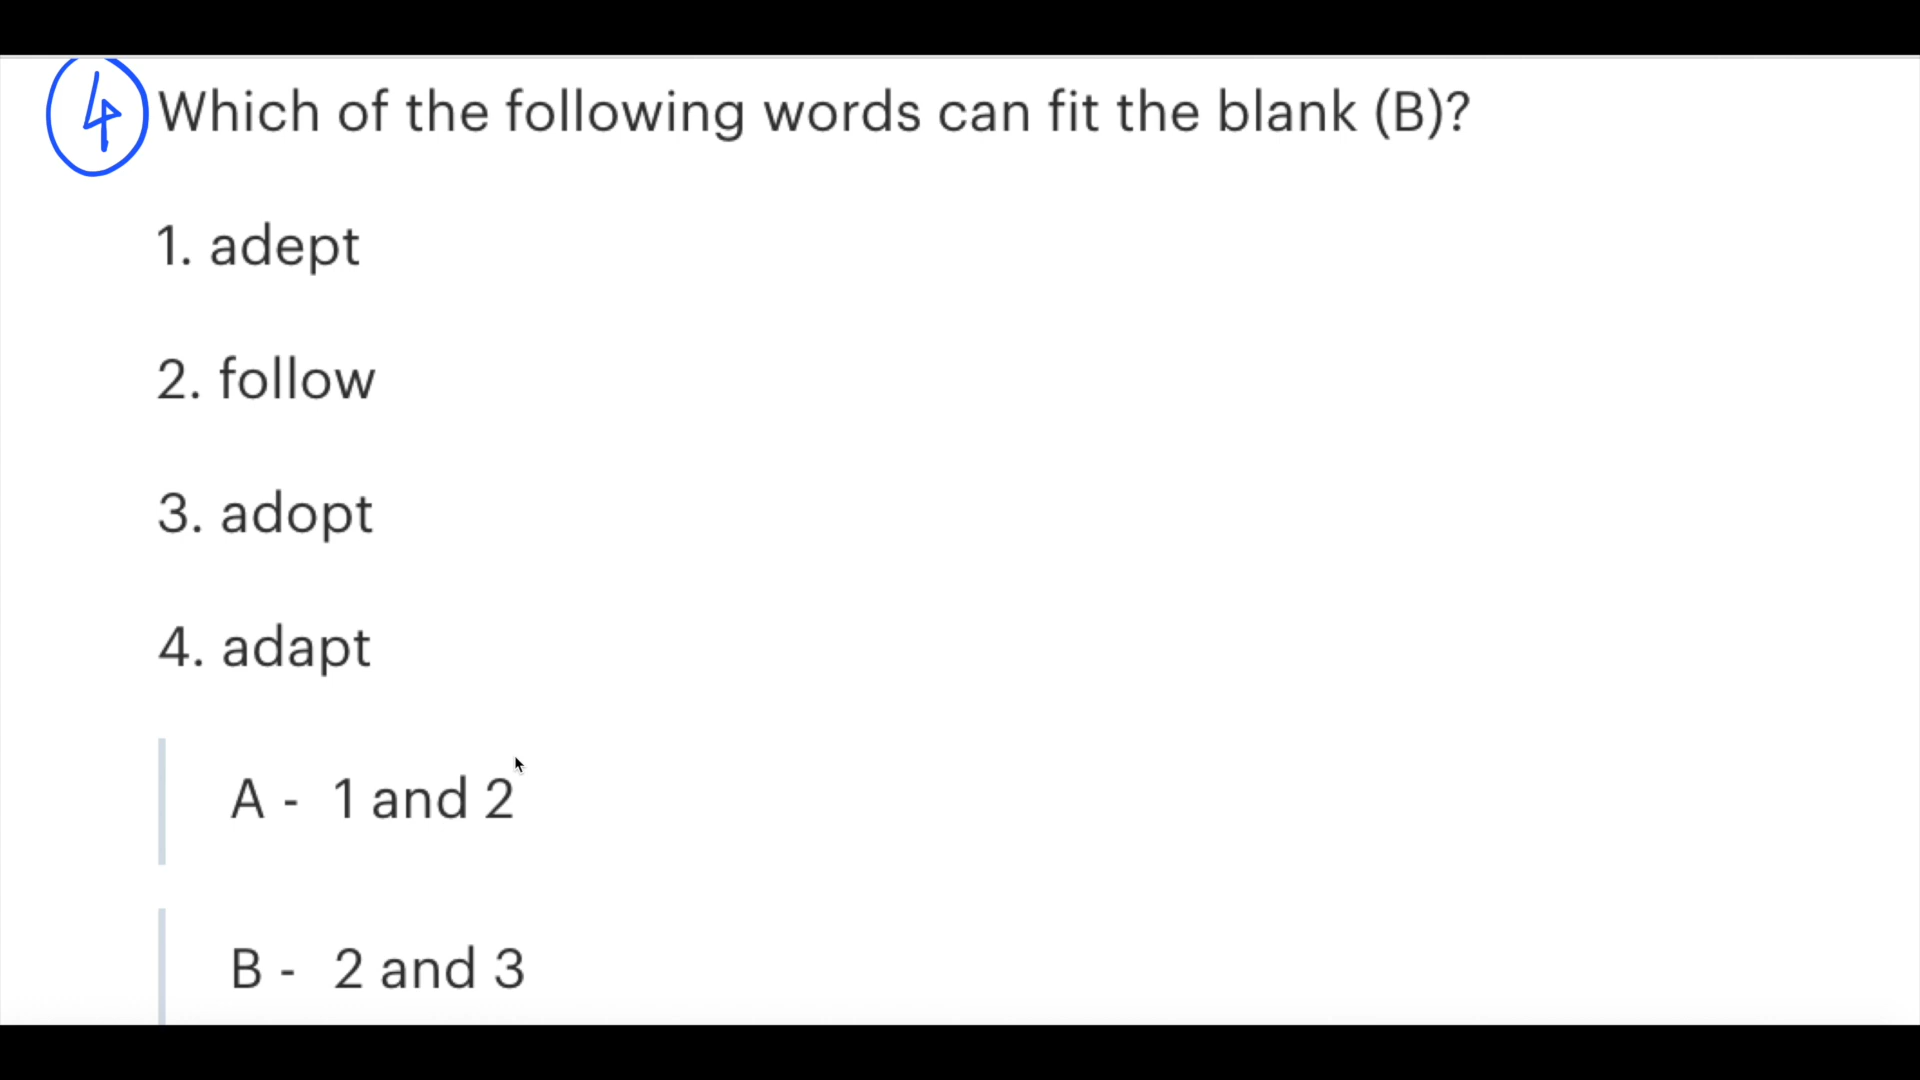 4 Which of the following words can fit the blank (B)?
1. adept
2. follow
3. adopt
4. adapt
A - 1 and 2
B - 2 and 3